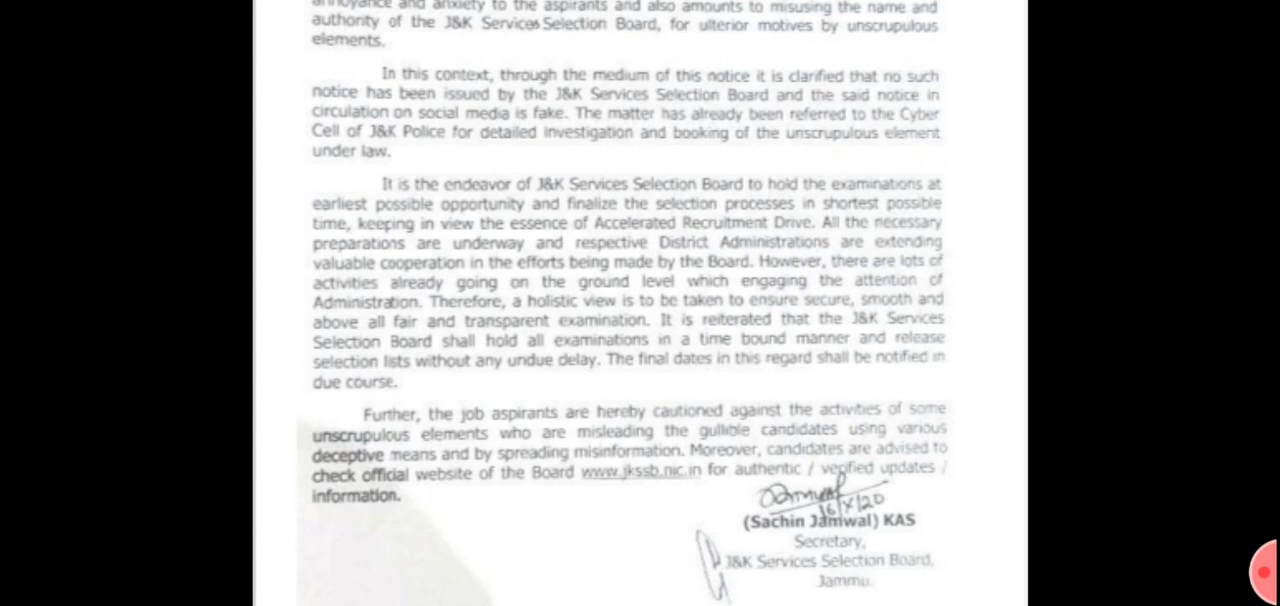 annoyance and anxiety to the aspirants and also amounts to misusing the name and
authority of the J&K Services Selection Board, for ulterior motives by unscrupulous
elements.
In this context, through the medium of this notice it is clarified that no such
notice has been issued by the J&K Services Selection Board and the said notice in
circulation on social media is fake. The matter has already been referred to the Cyber
Cell of J&K Police for detailed investigation and booking of the unscrupulous element
under law.
It is the endeavor of J&K Services Selection Board to hold the examinations at
earliest possible opportunity and finalize the selection processes in shortest possible
time, keeping in view the essence of Accelerated Recruitment Drive. All the necessary
preparations are underway and respective District Administrations are extending
valuable cooperation in the efforts being made by the Board. However, there are lots of
activities already going on the ground level which engaging the attention of
Administration. Therefore, a holistic view is to be taken to ensure secure, smooth and
above all fair and transparent examination. It is reiterated that the J&K Services
Selection Board shall hold all examinations in a time bound manner and release
selection lists without any undue delay. The final dates in this regard shall be notified in
due course.
Further, the job aspirants are hereby cautioned against the activities of some
unscrupulous elements who are misleading the gullible candidates using various
deceptive means and by spreading misinformation. Moreover, candidates are advised to
check official website of the Board www.jkssb.nic.in for authentic / verified updates /
information.
16/X/20
(Sachin Jamwal) KAS
Secretary,
J&K Services Selection Board,
Jammu.